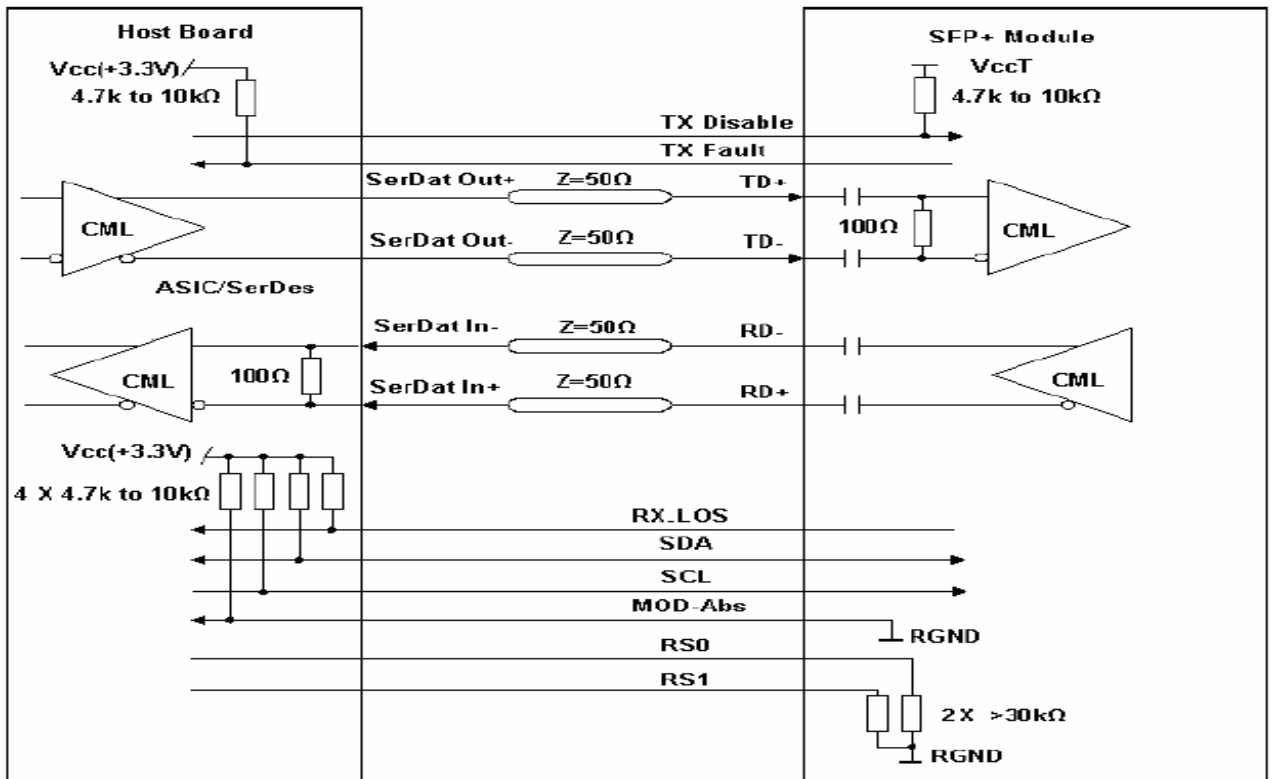 Host Board
SFP+ Module
Vcc(+3.3V)
VccT
4.7k to 10kΩ
4.7k to 10kΩ
TX Disable
TX Fault
SerDat Out+
Z=50Ω
TD+
CML
100Ω
CML
SerDat Out-
Z=50Ω
TD-
ASIC/SerDes
SerDat In-
Z=50Ω
RD-
CML
100Ω
CML
SerDat In+
Z=50Ω
RD+
Vcc(+3.3V)
4 X 4.7k to 10kΩ
RX_LOS
SDA
SCL
MOD-Abs
RGND
RS0
RS1
2X >30kΩ
RGND